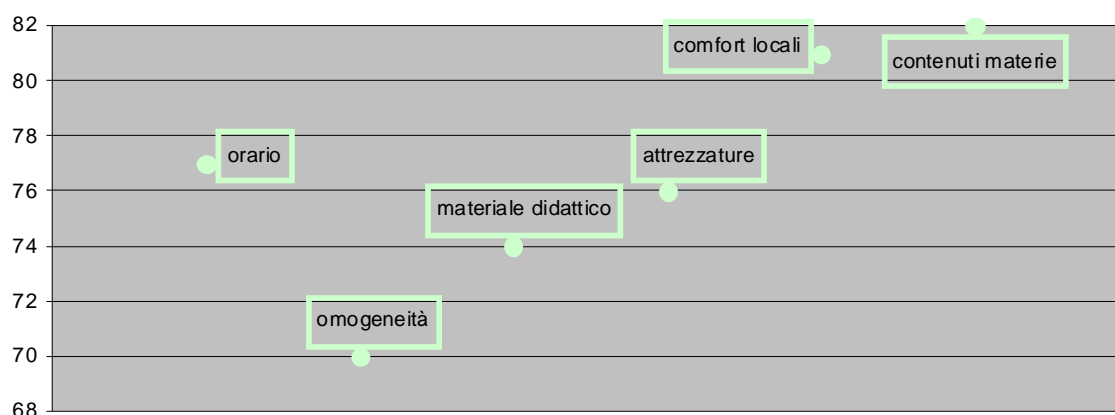 82
80
78
76
74
72
70
68
comfort locali
contenuti materie
orario
attrezzature
materiale didattico
omogeneità